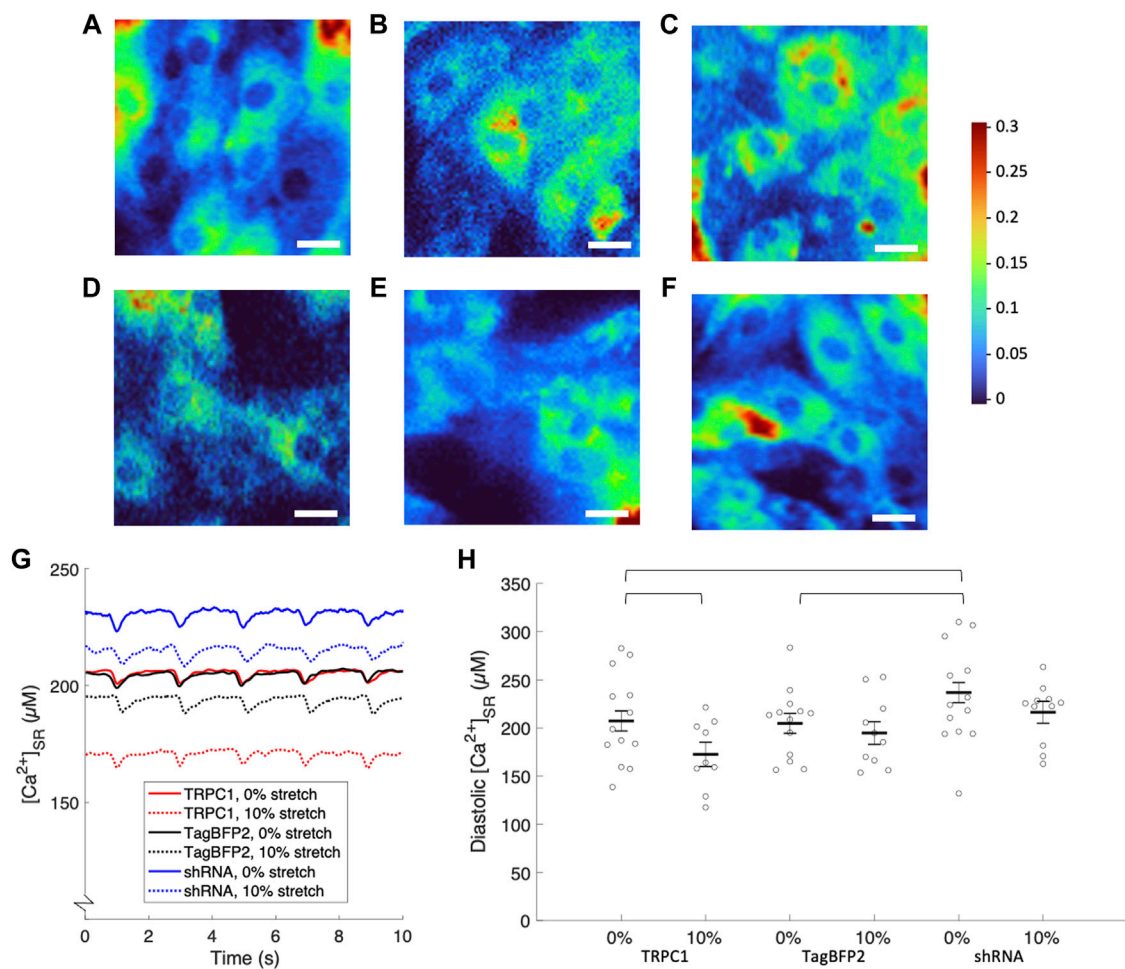 A
B
C
0.3
0.25
0.2
0.15
0.1
0.05
0
D
E
F
G
250
200
150
[Ca²⁺]SR (µM)
TRPC1, 0% stretch
TRPC1, 10% stretch
TagBFP2, 0% stretch
TagBFP2, 10% stretch
shRNA, 0% stretch
shRNA, 10% stretch
0 2 4 6 8 10
Time (s)
H
350
300
250
200
150
100
50
0
Diastolic [Ca²⁺]SR (µM)
0% 10% 0% 10% 0% 10%
TRPC1 TagBFP2 shRNA